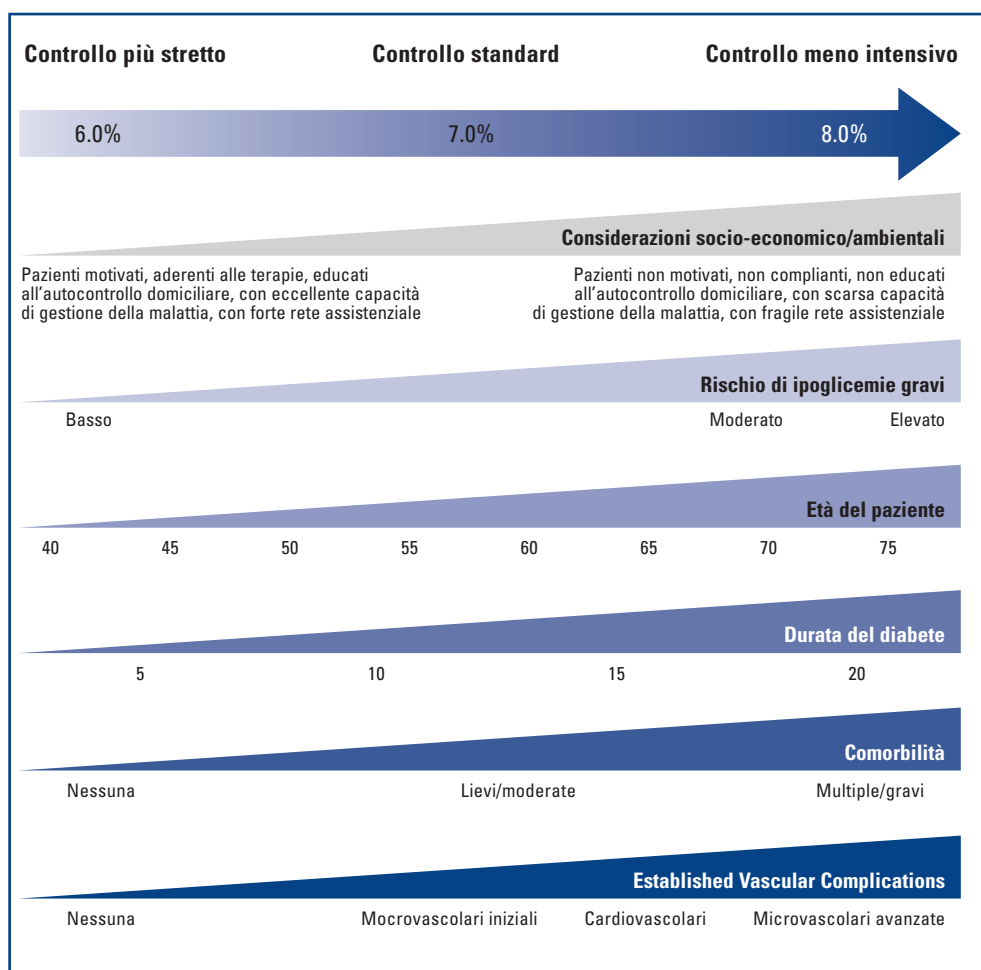 Controllo più stretto Controllo standard Controllo meno intensivo
6.0% 7.0% 8.0%
Considerazioni socio-economico/ambientali
Pazienti motivati, aderenti alle terapie, educati
all'autocontrollo domiciliare, con eccellente capacità
di gestione della malattia, con forte rete assistenziale
Pazienti non motivati, non complianti, non educati
all'autocontrollo domiciliare, con scarsa capacità
di gestione della malattia, con fragile rete assistenziale
Rischio di ipoglicemie gravi
Basso Moderato Elevato
Età del paziente
40 45 50 55 60 65 70 75
Durata del diabete
5 10 15 20
Comorbilità
Nessuna Lievi/moderate Multiple/gravi
Established Vascular Complications
Nessuna Mocrovascolari iniziali Cardiovascolari Microvascolari avanzate